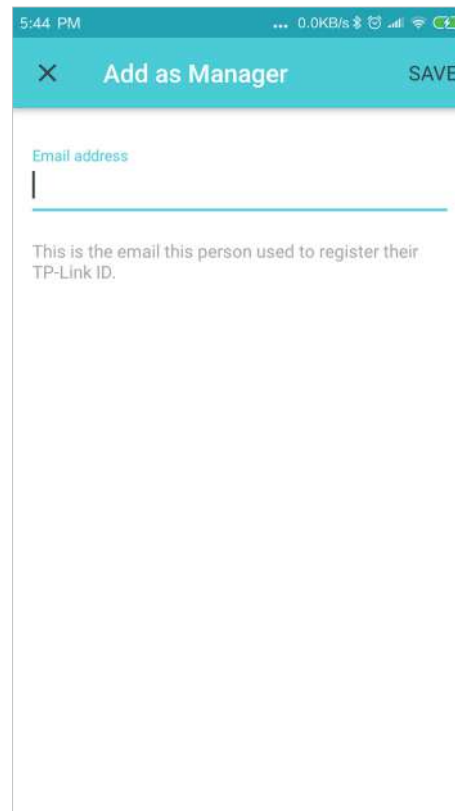 5:44 PM ... 0.0KB/s
Add as Manager SAVE
Email address
This is the email this person used to register their
TP-Link ID.